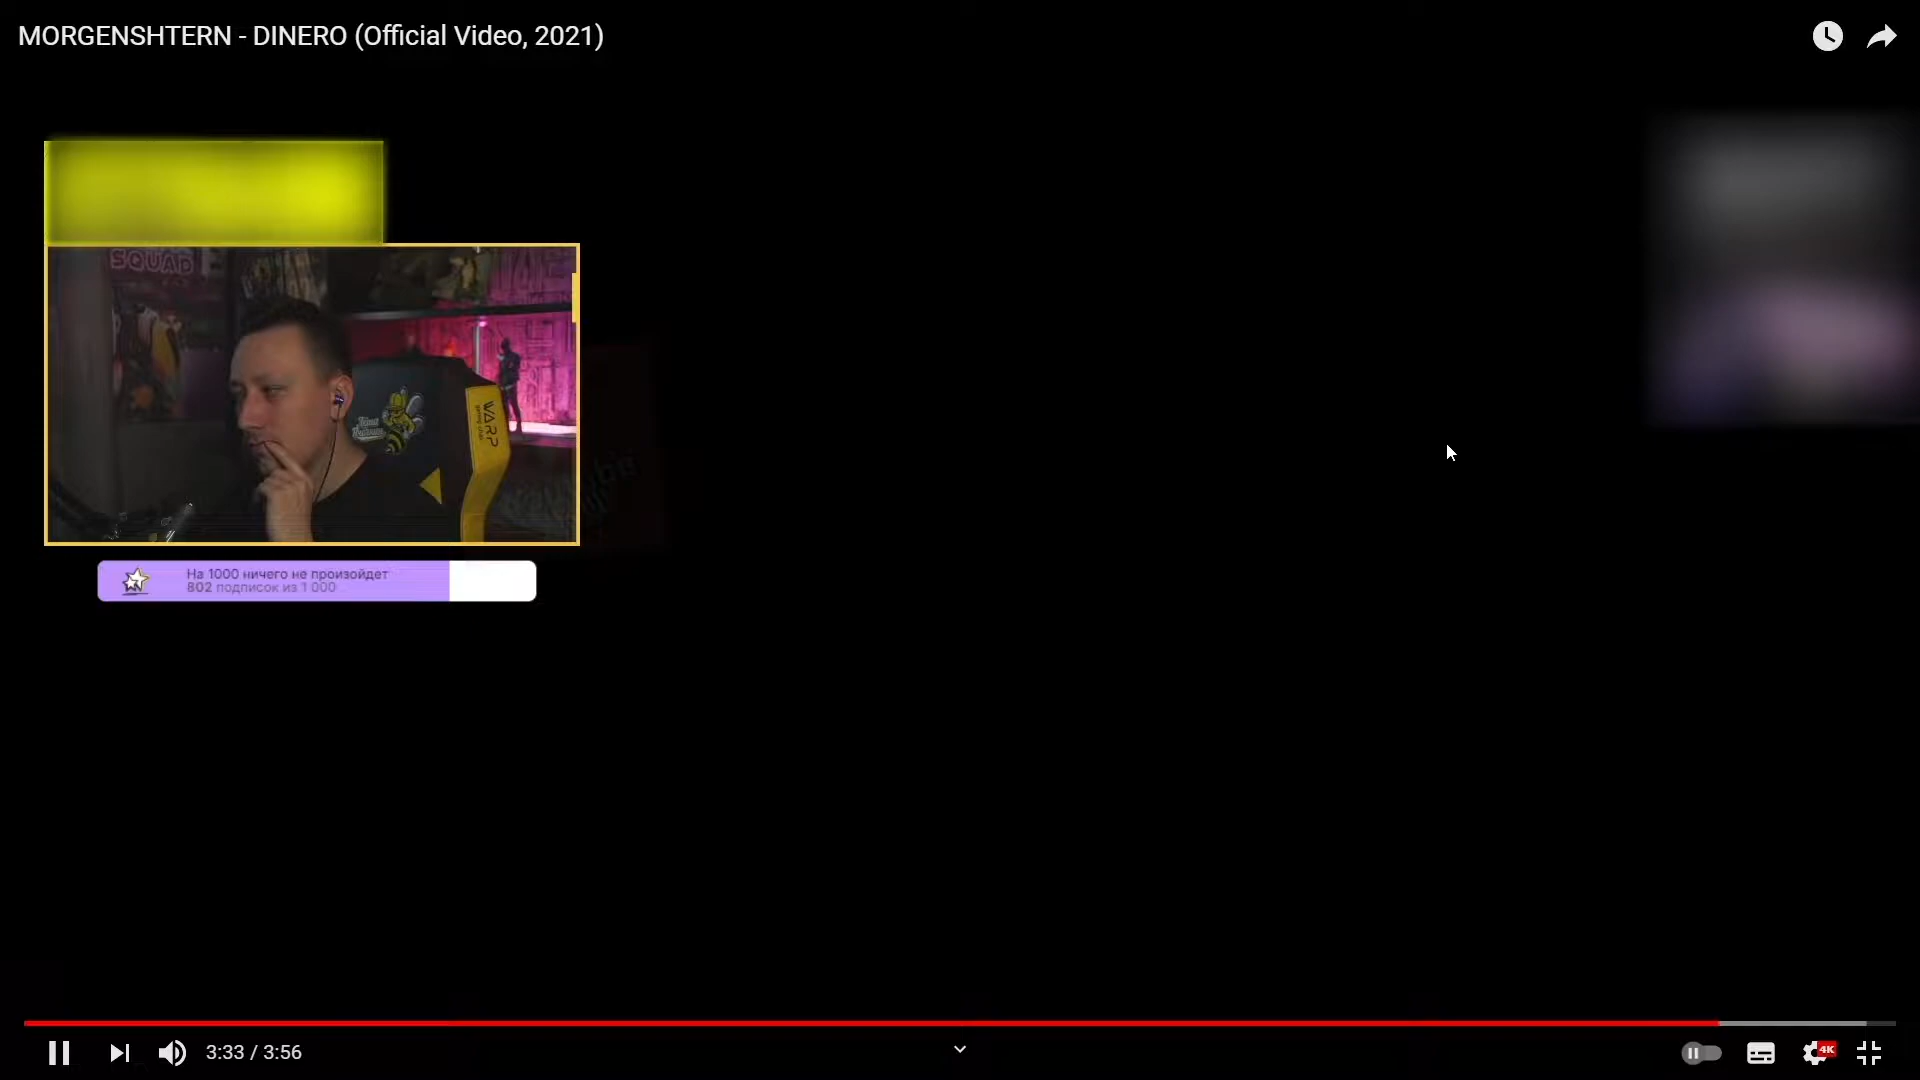 MORGENSHTERN - DINERO (Official Video, 2021)
SQUAD
WARP
На 1000 ничего не произойдет
802 подписок из 1 000
3:33 / 3:56
4K